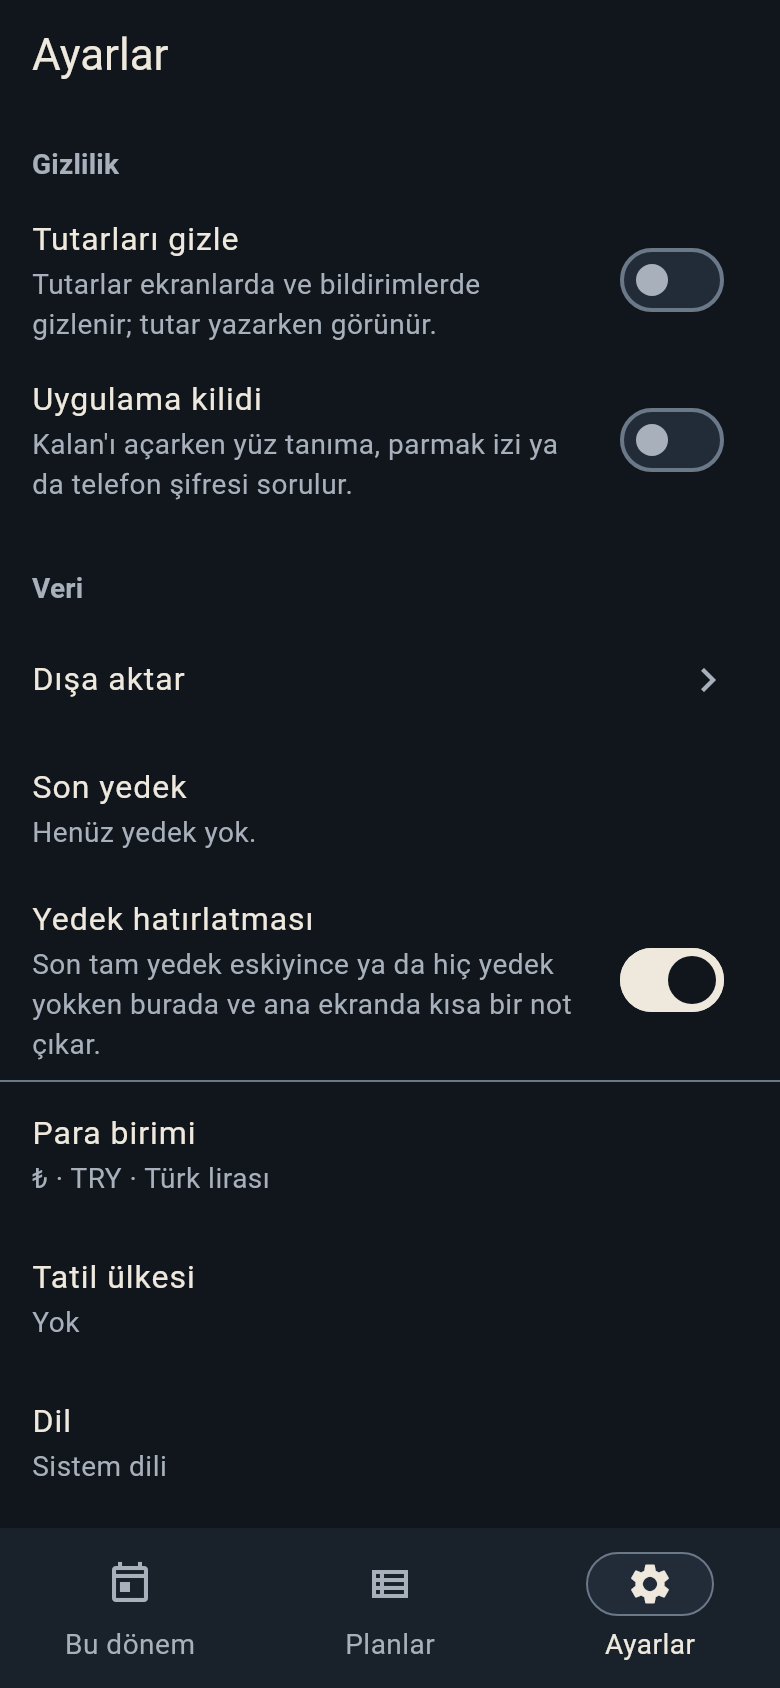 Ayarlar
Gizlilik
Tutarları gizle
Tutarlar ekranlarda ve bildirimlerde
gizlenir; tutar yazarken görünür.
Uygulama kilidi
Kalan'ı açarken yüz tanıma, parmak izi ya
da telefon şifresi sorulur.
Veri
Dışa aktar
Son yedek
Henüz yedek yok.
Yedek hatırlatması
Son tam yedek eskiyince ya da hiç yedek
yokken burada ve ana ekranda kısa bir not
çıkar.
Para birimi
₺ · TRY · Türk lirası
Tatil ülkesi
Yok
Dil
Sistem dili
Bu dönem
Planlar
Ayarlar